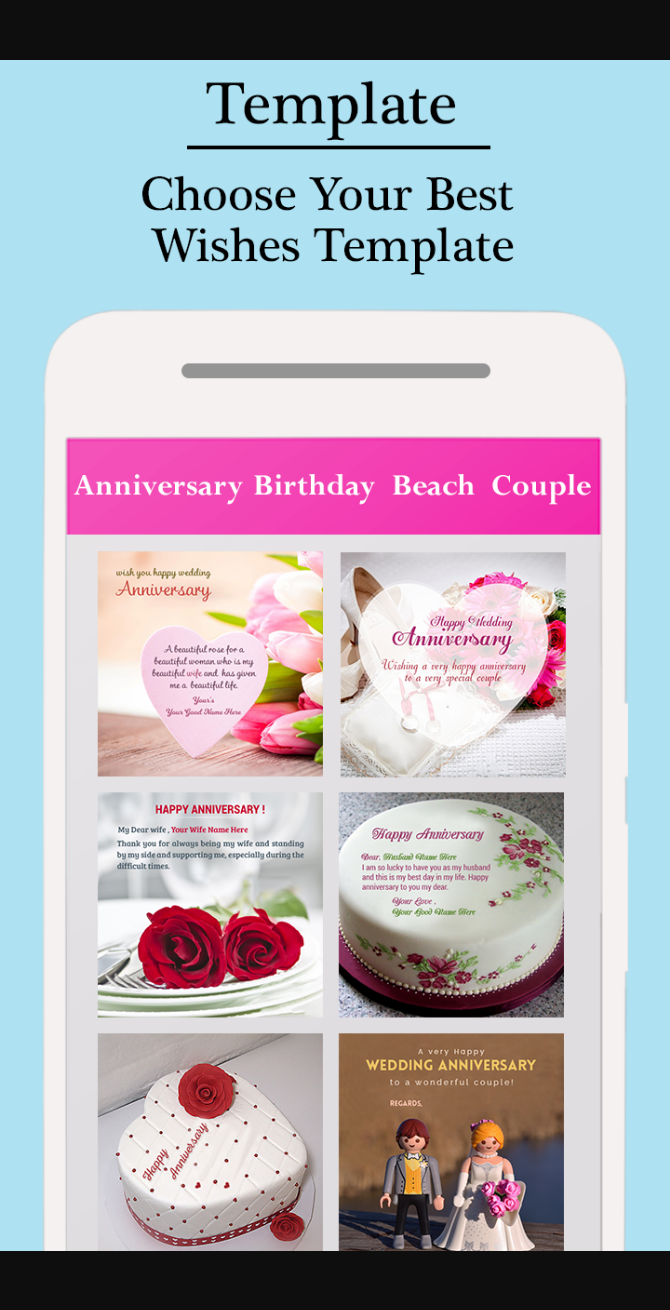 Template
Choose Your Best
Wishes Template
Anniversary Birthday Beach Couple
wish you happy wedding
Anniversary
A beautiful rose for a
beautiful woman who is my
beautiful wife and has given
me a beautiful life
Your's
Your Good Name Here
Happy Wedding
Anniversary
Wishing a very happy anniversary
to a very special couple
HAPPY ANNIVERSARY !
My Dear wife , Your Wife Name Here
Thank you for always being my wife and standing
by my side and supporting me, especially during the
difficult times.
Happy Anniversary
Dear, Husband Name Here
I am so lucky to have you as my husband
and this is my best day in my life. Happy
anniversary to you my dear.
Your Love ,
Your Good Name Here
Happy
Anniversary
A very Happy
WEDDING ANNIVERSARY
to a wonderful couple!
REGARDS,